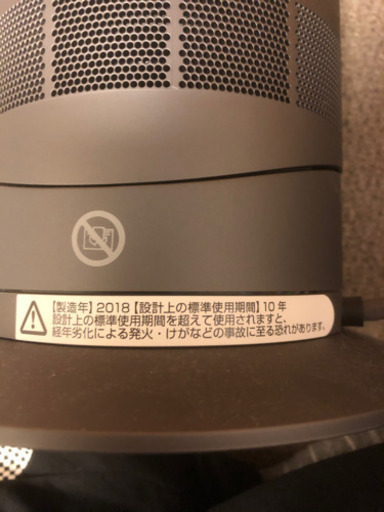 【製造年】2018【設計上の標準使用期間】10年
設計上の標準使用期間を超えて使用されますと、
経年劣化による発火・けがなどの事故に至る恐れがあります。